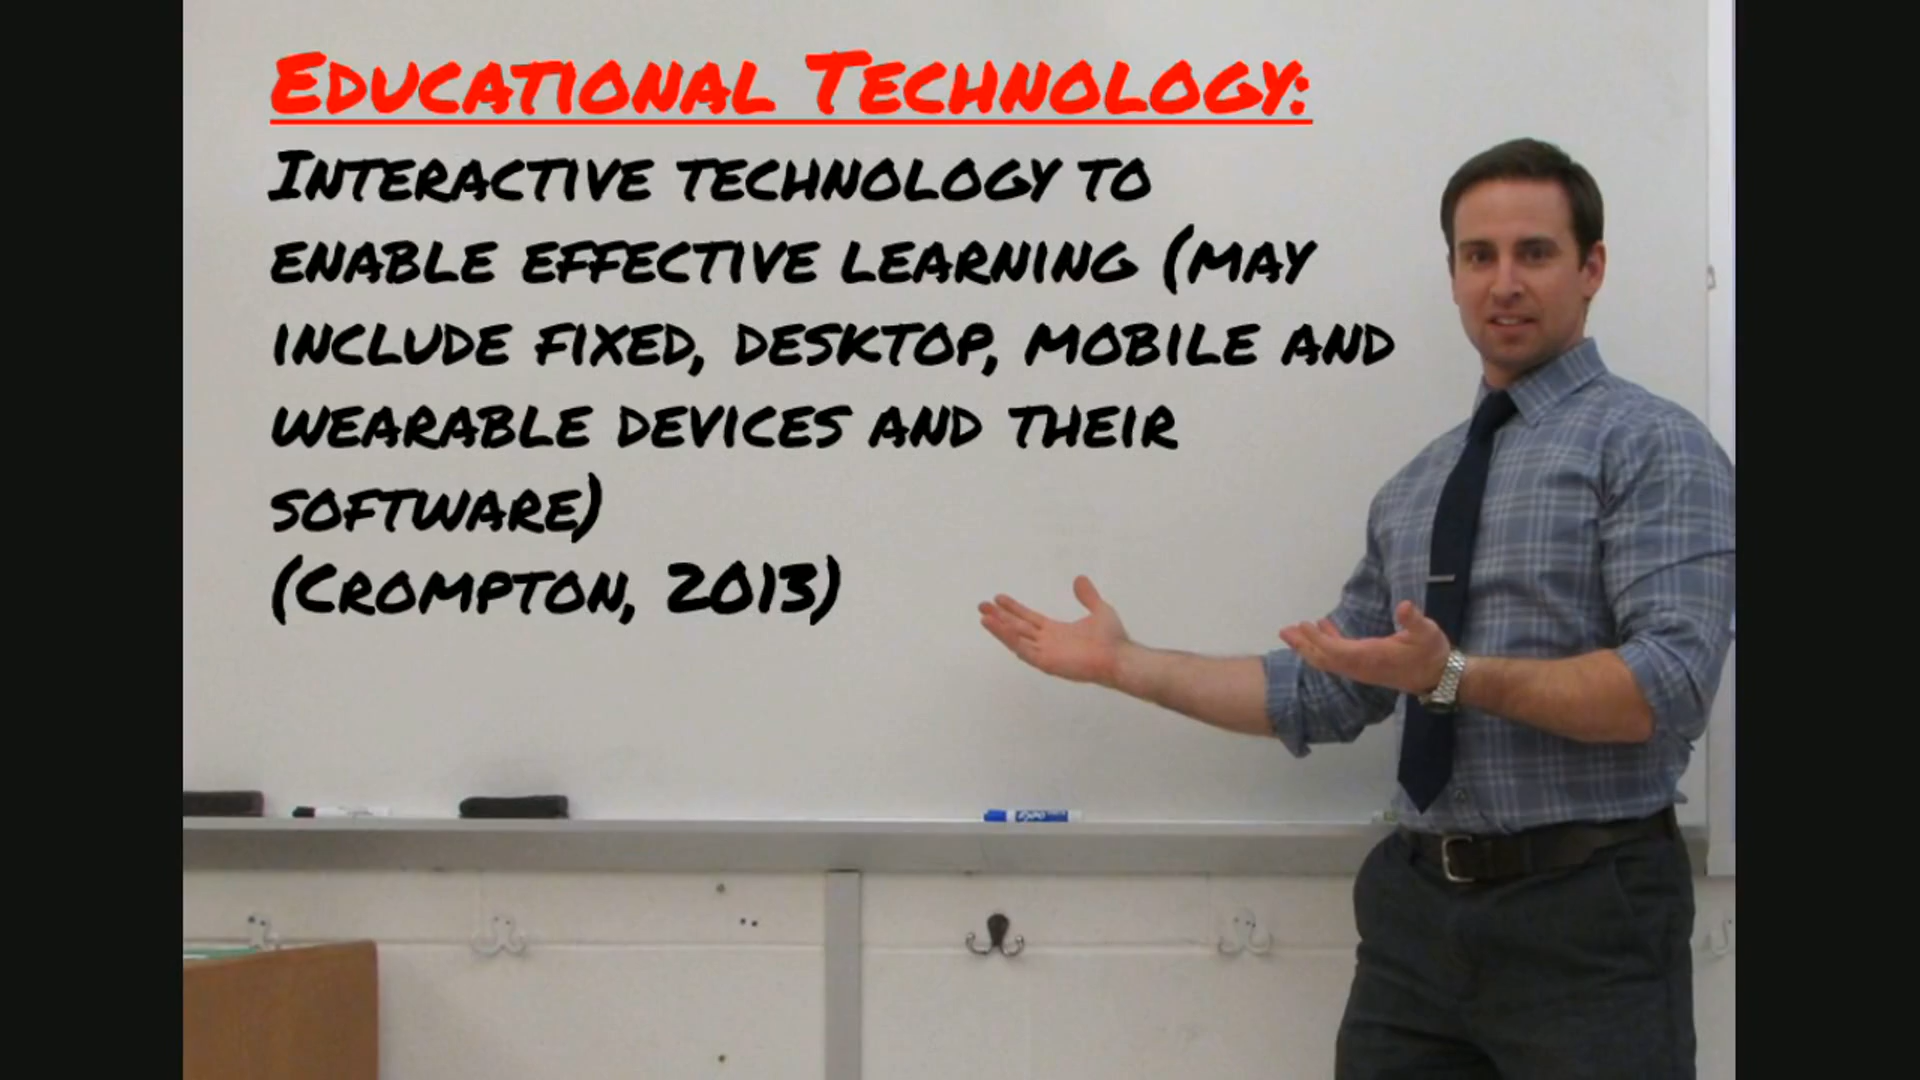 EDUCATIONAL TECHNOLOGY:
INTERACTIVE TECHNOLOGY TO
ENABLE EFFECTIVE LEARNING (MAY
INCLUDE FIXED, DESKTOP, MOBILE AND
WEARABLE DEVICES AND THEIR
SOFTWARE)
(CROMPTON, 2013)
EXPO